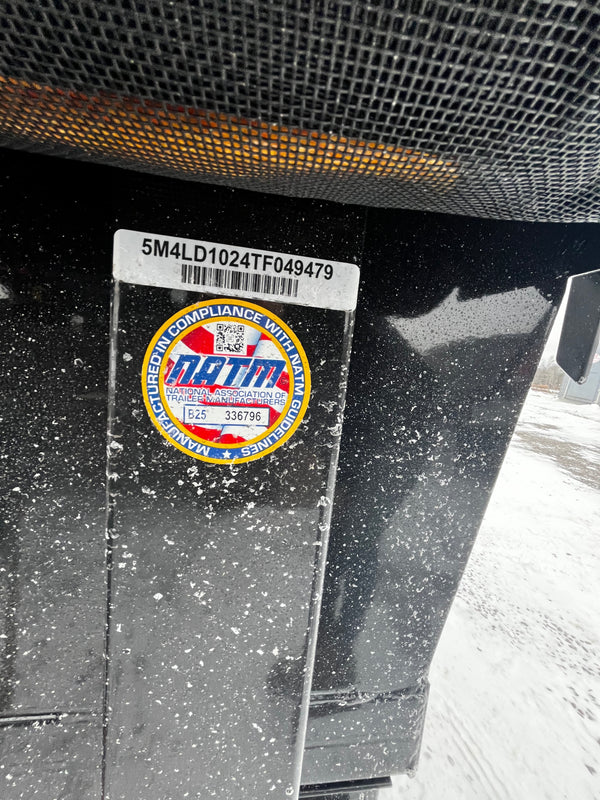 5M4LD1024TF049479
MANUFACTURED IN COMPLIANCE WITH NATM GUIDELINES
NATM
NATIONAL ASSOCIATION OF
TRAILER MANUFACTURERS
B25 336796